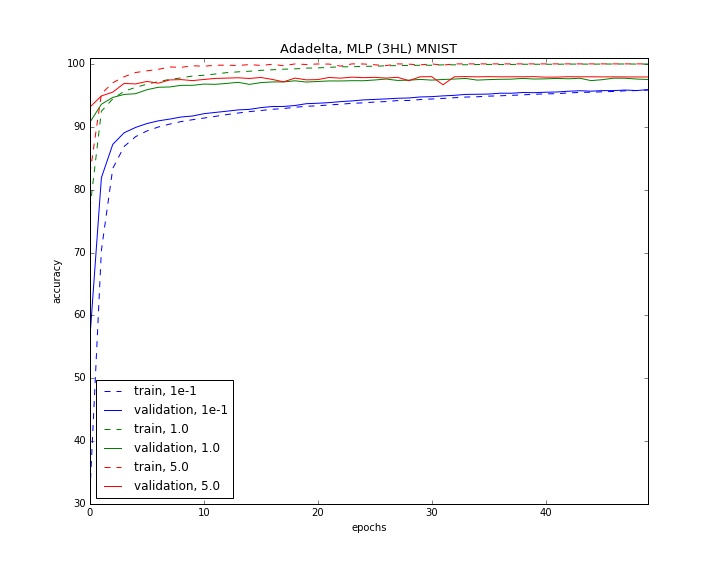 Adadelta, MLP (3HL) MNIST
100
90
80
70
60
50
40
30
accuracy
train, 1e-1
validation, 1e-1
train, 1.0
validation, 1.0
train, 5.0
validation, 5.0
0 10 20 30 40
epochs